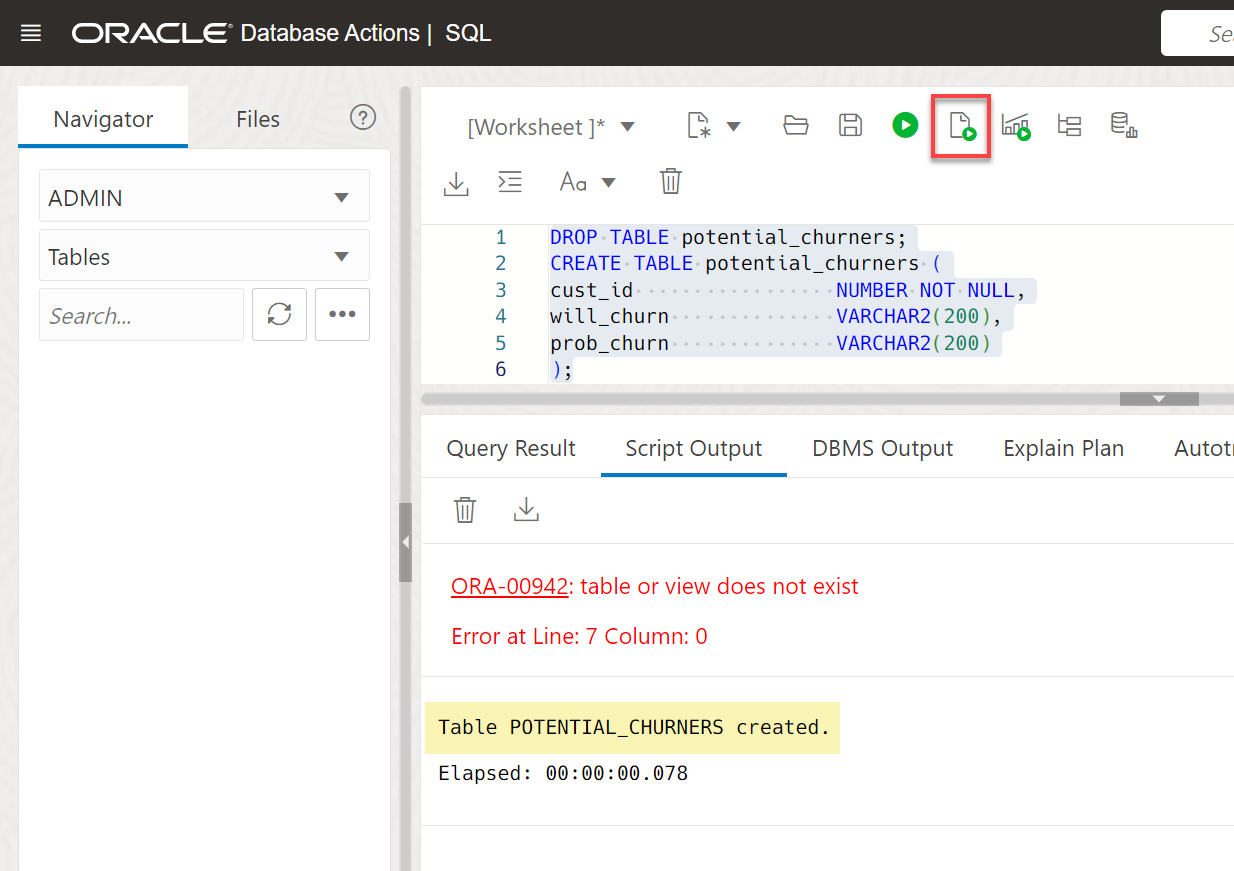 ORACLE® Database Actions | SQL
Sea
Navigator
Files
?
[Worksheet ]*
Aa
ADMIN
Tables
Search...
1 DROP TABLE potential_churners;
2 CREATE TABLE potential_churners (
3 cust_id NUMBER NOT NULL,
4 will_churn VARCHAR2(200),
5 prob_churn VARCHAR2(200)
6 );
Query Result
Script Output
DBMS Output
Explain Plan
Autotr
ORA-00942: table or view does not exist
Error at Line: 7 Column: 0
Table POTENTIAL_CHURNERS created.
Elapsed: 00:00:00.078